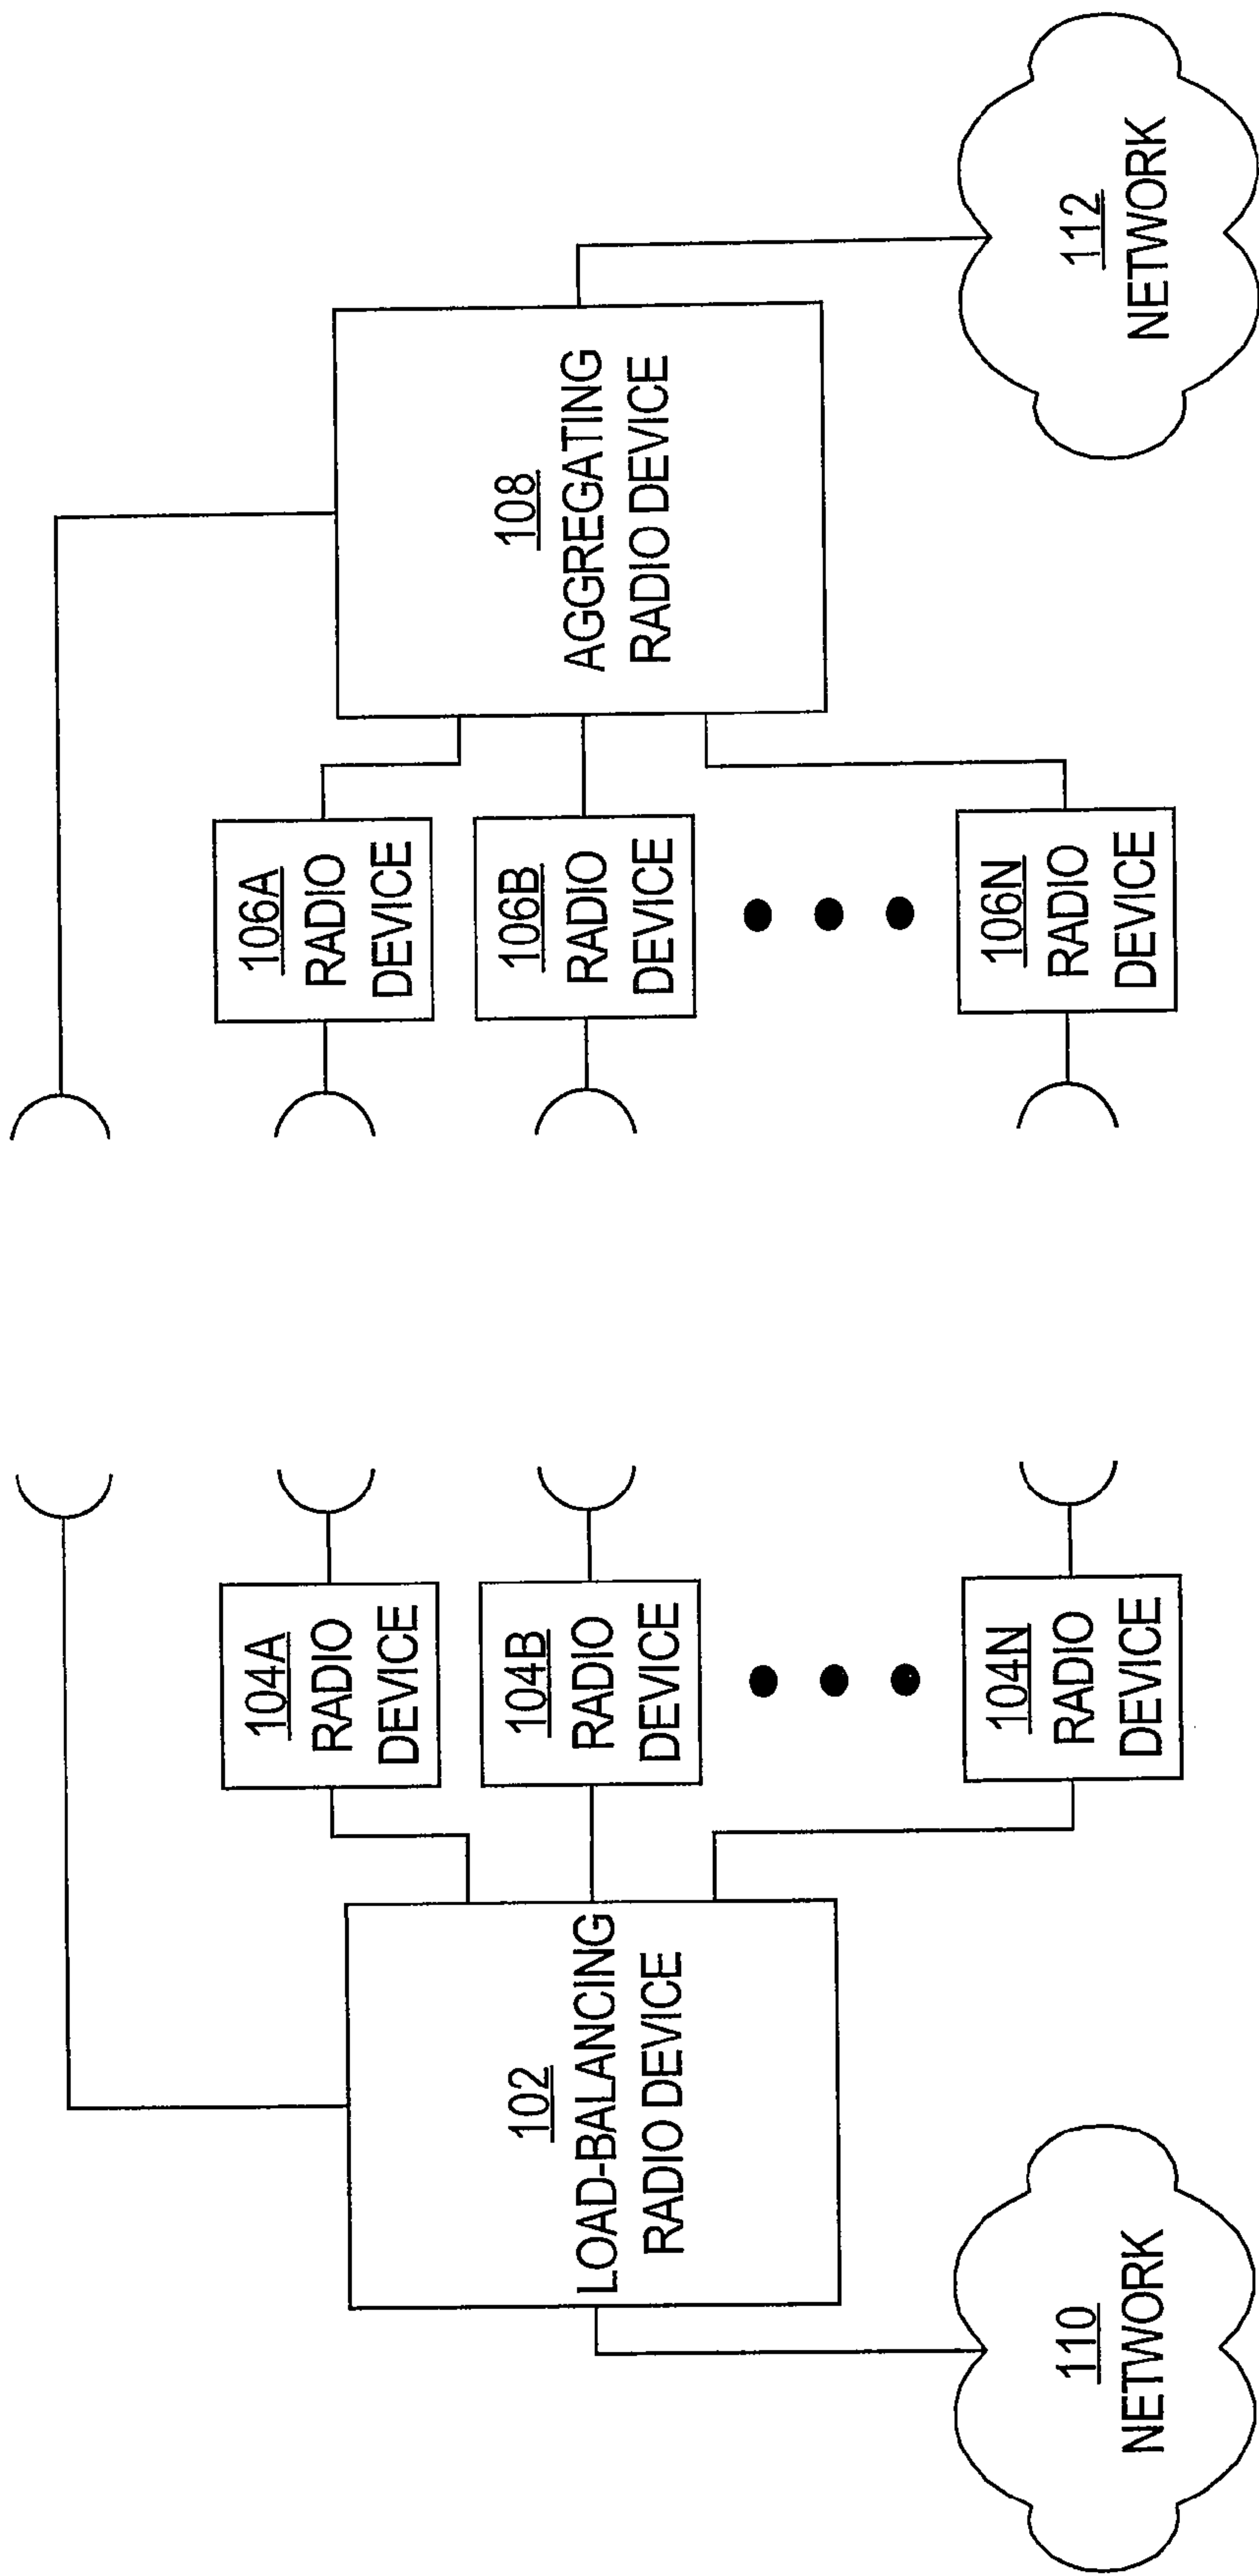 102
LOAD-BALANCING
RADIO DEVICE
110
NETWORK
104A
RADIO
DEVICE
104B
RADIO
DEVICE
104N
RADIO
DEVICE
106A
RADIO
DEVICE
106B
RADIO
DEVICE
106N
RADIO
DEVICE
108
AGGREGATING
RADIO DEVICE
112
NETWORK